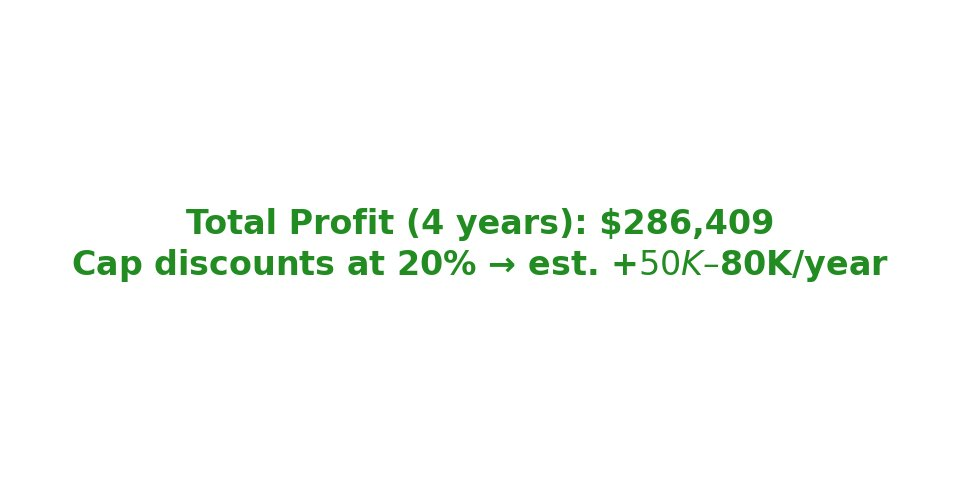 Total Profit (4 years): $286,409
Cap discounts at 20% → est. +50K–80K/year